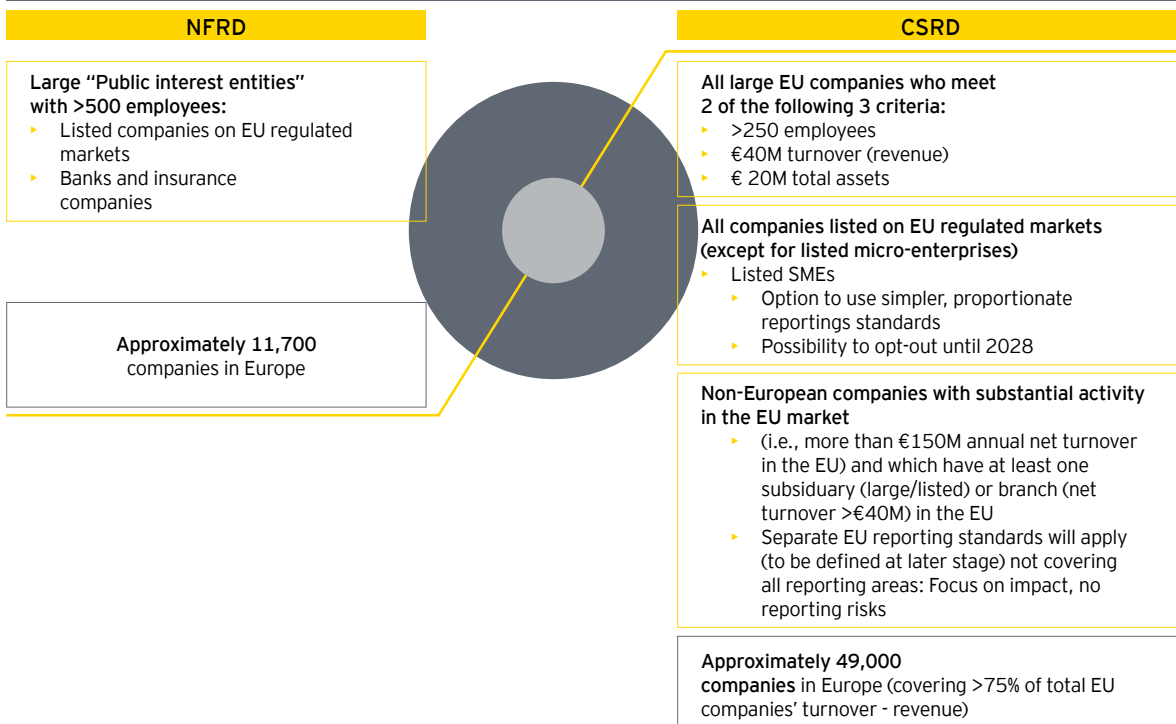 NFRD
Large “Public interest entities”
with >500 employees:
‣ Listed companies on EU regulated
markets
‣ Banks and insurance
companies
Approximately 11,700
companies in Europe
CSRD
All large EU companies who meet
2 of the following 3 criteria:
‣ >250 employees
‣ €40M turnover (revenue)
‣ € 20M total assets
All companies listed on EU regulated markets
(except for listed micro-enterprises)
‣ Listed SMEs
‣ Option to use simpler, proportionate
reportings standards
‣ Possibility to opt-out until 2028
Non-European companies with substantial activity
in the EU market
‣ (i.e., more than €150M annual net turnover
in the EU) and which have at least one
subsiduary (large/listed) or branch (net
turnover >€40M) in the EU
‣ Separate EU reporting standards will apply
(to be defined at later stage) not covering
all reporting areas: Focus on impact, no
reporting risks
Approximately 49,000
companies in Europe (covering >75% of total EU
companies’ turnover - revenue)